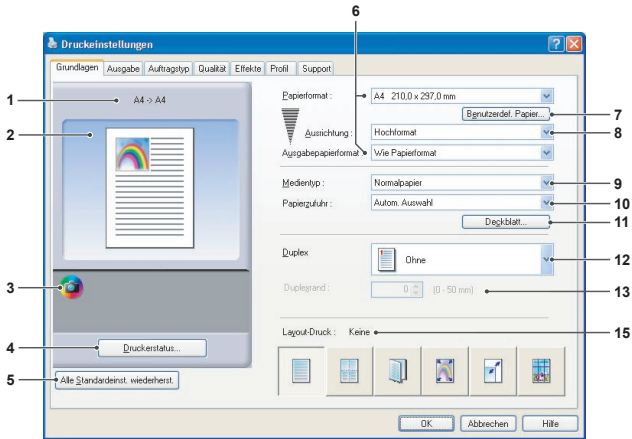 6
Druckeinstellungen
Grundlagen Ausgabe Auftragstyp Qualität Effekte Profil Support
1 A4 -> A4
Papierformat : A4 210,0 x 297,0 mm
2
Benutzerdef. Papier... 7
Ausrichtung : Hochformat 8
Ausgabepapierformat Wie Papierformat
Medientyp : Normalpapier 9
Papierzufuhr : Autom. Auswahl 10
Deckblatt... 11
Duplex Ohne 12
3
Duplexrand : 0 (0 - 50 mm) 13
Layout-Druck : Keine 15
4 Druckerstatus...
5 Alle Standardeinst. wiederherst.
OK Abbrechen Hilfe